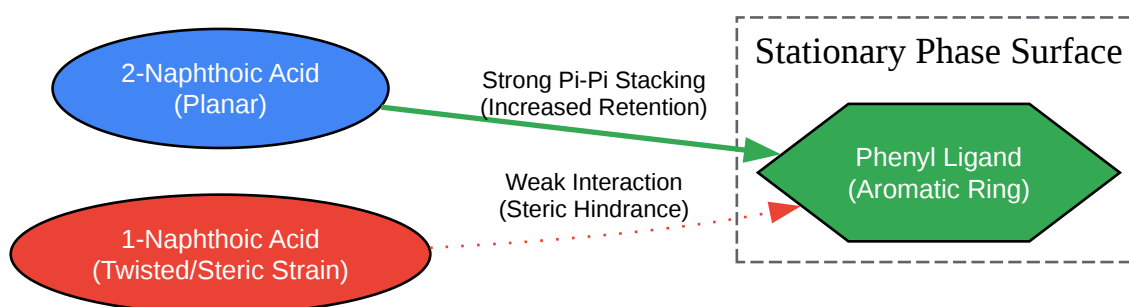 2-Naphthoic Acid
(Planar)
Strong Pi-Pi Stacking
(Increased Retention)
Stationary Phase Surface
Phenyl Ligand
(Aromatic Ring)
Weak Interaction
(Steric Hindrance)
1-Naphthoic Acid
(Twisted/Steric Strain)